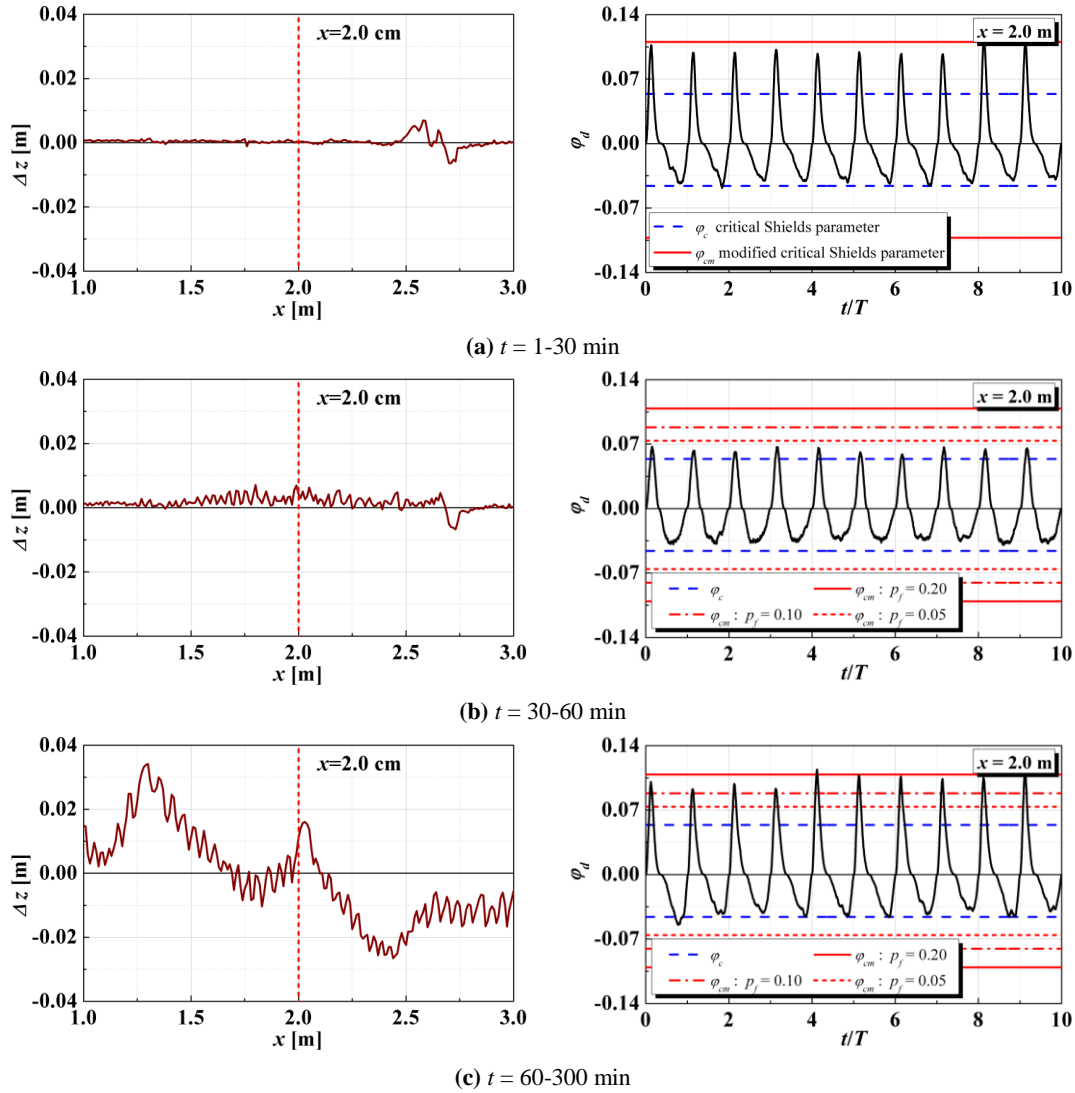 0.04
0.02
0.00
-0.02
-0.04
Δ z [m]
x=2.0 cm
1.0 1.5 2.0 2.5 3.0
x [m]
0.14
0.07
0.00
-0.07
-0.14
φd
x = 2.0 m
φc critical Shields parameter
φcm modified critical Shields parameter
0 2 4 6 8 10
t/T
(a) t = 1-30 min
0.04
0.02
0.00
-0.02
-0.04
Δ z [m]
x=2.0 cm
1.0 1.5 2.0 2.5 3.0
x [m]
0.14
0.07
0.00
-0.07
-0.14
φd
x = 2.0 m
φc φcm : pf = 0.20
φcm : pf = 0.10 φcm : pf = 0.05
0 2 4 6 8 10
t/T
(b) t = 30-60 min
0.04
0.02
0.00
-0.02
-0.04
Δ z [m]
x=2.0 cm
1.0 1.5 2.0 2.5 3.0
x [m]
0.14
0.07
0.00
-0.07
-0.14
φd
x = 2.0 m
φc φcm : pf = 0.20
φcm : pf = 0.10 φcm : pf = 0.05
0 2 4 6 8 10
t/T
(c) t = 60-300 min